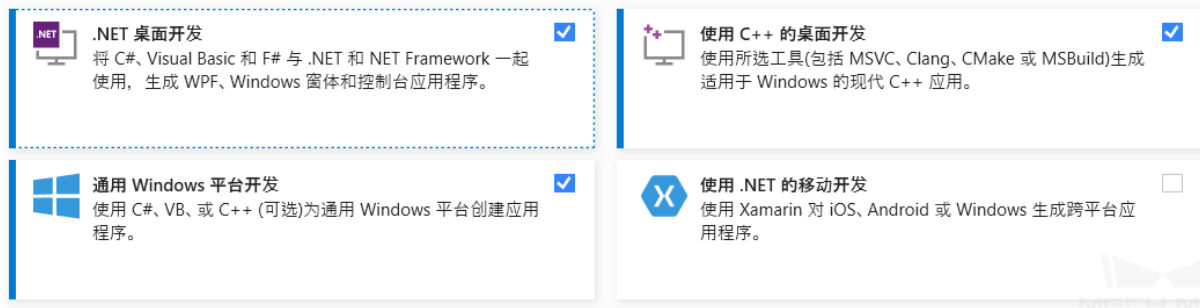 .NET
.NET 桌面开发
将 C#、Visual Basic 和 F# 与 .NET 和 NET Framework 一起
使用，生成 WPF、Windows 窗体和控制台应用程序。
使用 C++ 的桌面开发
使用所选工具(包括 MSVC、Clang、CMake 或 MSBuild)生成
适用于 Windows 的现代 C++ 应用。
通用 Windows 平台开发
使用 C#、VB、或 C++ (可选)为通用 Windows 平台创建应用
程序。
使用 .NET 的移动开发
使用 Xamarin 对 iOS、Android 或 Windows 生成跨平台应
用程序。